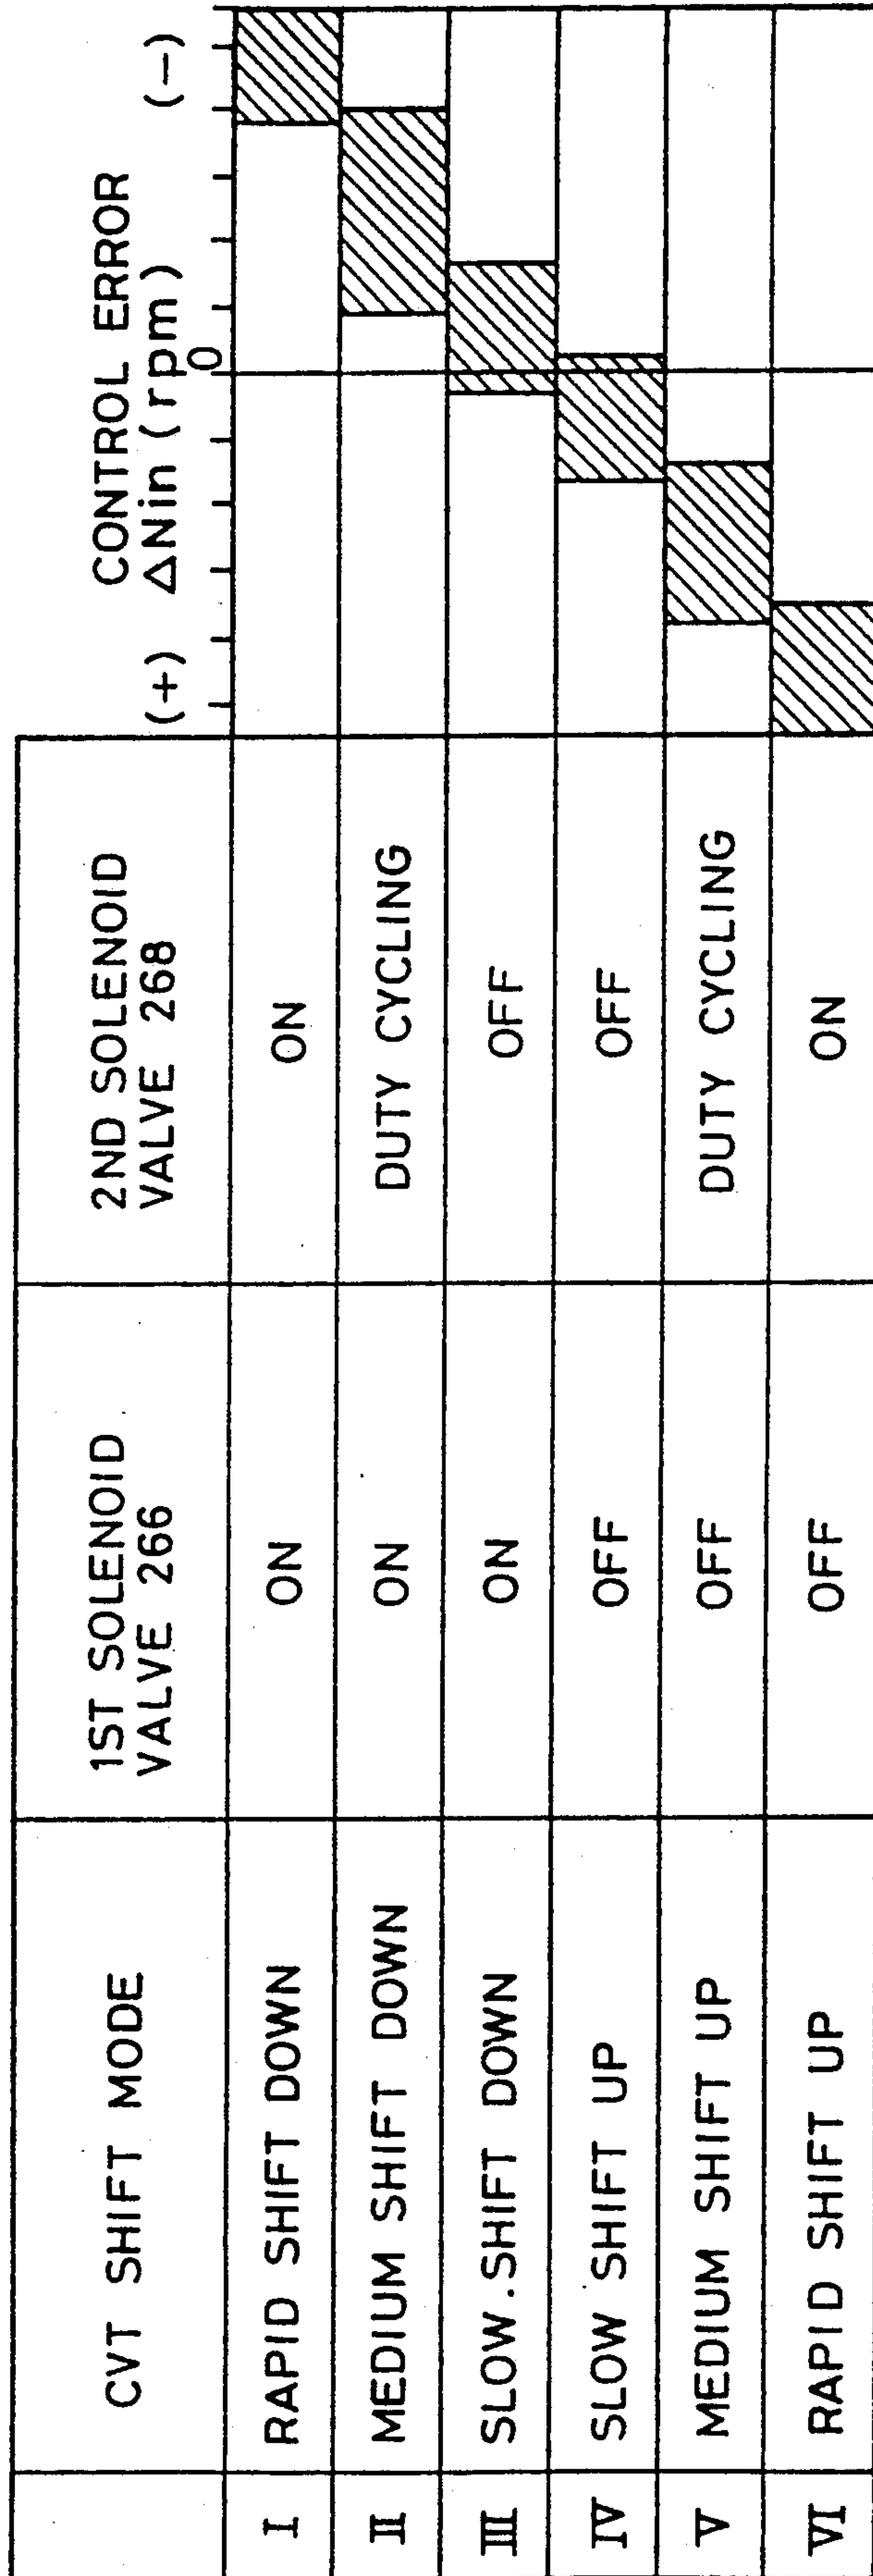 CVT SHIFT MODE
1ST SOLENOID
VALVE 266
2ND SOLENOID
VALVE 268
CONTROL ERROR
(+) ΔNin (rpm) (−)
0
I RAPID SHIFT DOWN ON ON
II MEDIUM SHIFT DOWN ON DUTY CYCLING
III SLOW.SHIFT DOWN ON OFF
IV SLOW SHIFT UP OFF OFF
V MEDIUM SHIFT UP OFF DUTY CYCLING
VI RAPID SHIFT UP OFF ON